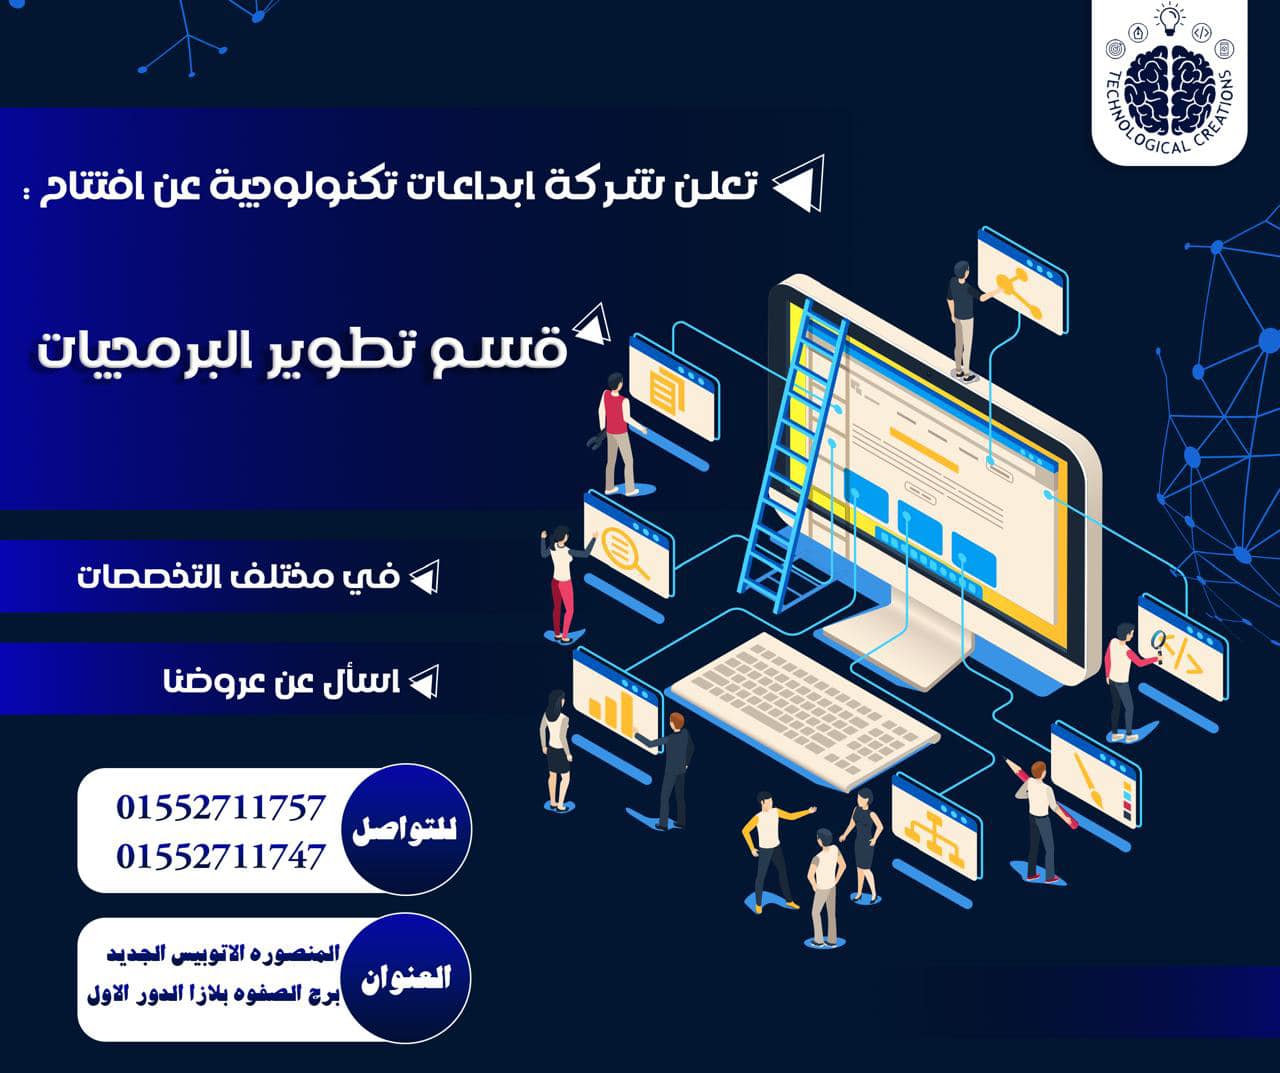 TECHNOLOGICAL CREATIONS
تعلن شركة ابداعات تكنولوجية عن افتتاح :
قسم تطوير البرمجيات
في مختلف التخصصات
اسأل عن عروضنا
للتواصل
01552711757
01552711747
العنوان
المنصوره الاتوبيس الجديد
برج الصفوه بلازا الدور الاول